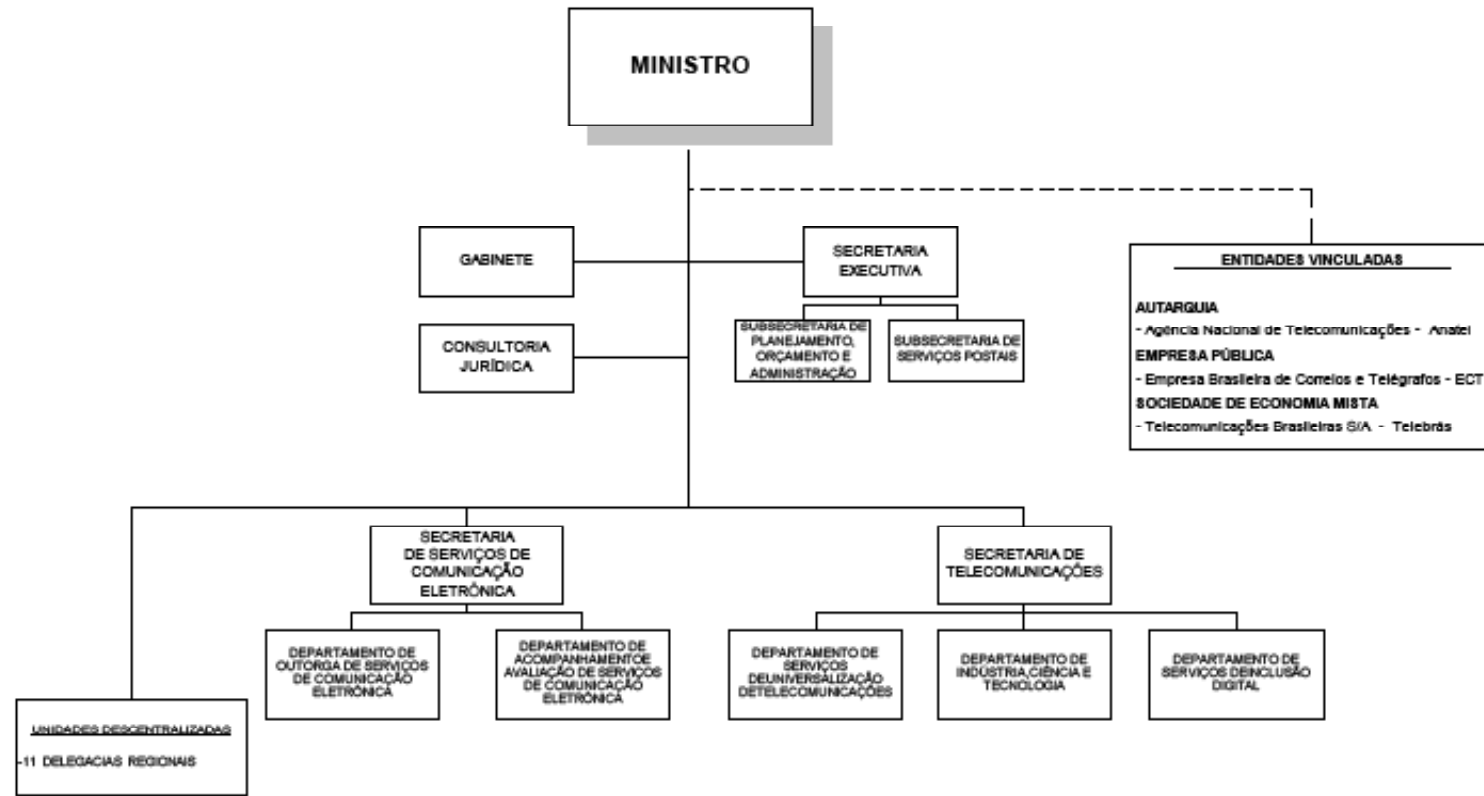 MINISTRO
GABINETE
SECRETARIA
EXECUTIVA
ENTIDADES VINCULADAS
AUTARQUIA
- Agência Nacional de Telecomunicações - Anatel
EMPRESA PÚBLICA
- Empresa Brasileira de Correios e Telégrafos - ECT
SOCIEDADE DE ECONOMIA MISTA
- Telecomunicações Brasileiras S/A - Telebrás
SUBSECRETARIA DE
PLANEJAMENTO,
ORÇAMENTO E
ADMINISTRAÇÃO
SUBSECRETARIA DE
SERVIÇOS POSTAIS
CONSULTORIA
JURÍDICA
SECRETARIA
DE SERVIÇOS DE
COMUNICAÇÃO
ELETRÔNICA
SECRETARIA DE
TELECOMUNICAÇÕES
DEPARTAMENTO DE
OUTORGA DE SERVIÇOS
DE COMUNICAÇÃO
ELETRÔNICA
DEPARTAMENTO DE
ACOMPANHAMENTOE
AVALIAÇÃO DE SERVIÇOS
DE COMUNICAÇÃO
ELETRÔNICA
DEPARTAMENTO DE
SERVIÇOS
DEUNIVERSALIZAÇÃO
DETELECOMUNICAÇÕES
DEPARTAMENTO DE
INDÚSTRIA,CIÊNCIA E
TECNOLOGIA
DEPARTAMENTO DE
SERVIÇOS DEINCLUSÃO
DIGITAL
UNIDADES DESCENTRALIZADAS
-11 DELEGACIAS REGIONAIS